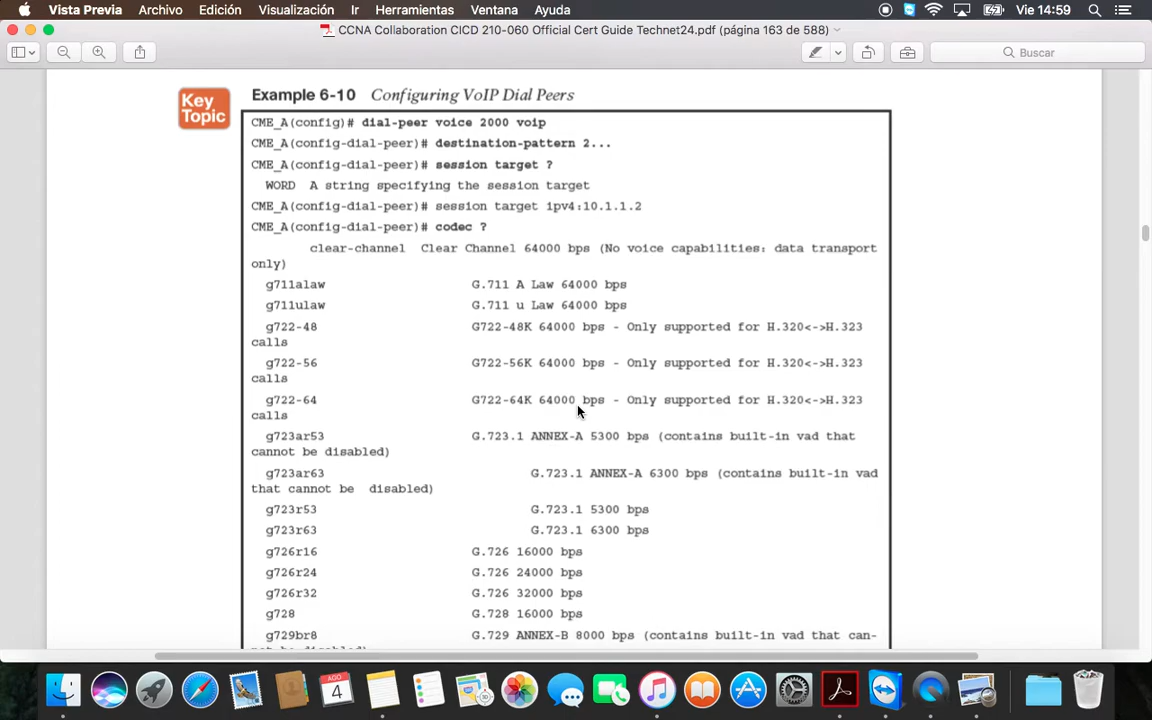 Vista Previa Archivo Edición Visualización Ir Herramientas Ventana Ayuda Vie 14:59
CCNA Collaboration CICD 210-060 Official Cert Guide Technet24.pdf (página 163 de 588)
Buscar
Key Topic
Example 6-10 Configuring VoIP Dial Peers
CME_A(config)# dial-peer voice 2000 voip
CME_A(config-dial-peer)# destination-pattern 2...
CME_A(config-dial-peer)# session target ?
WORD A string specifying the session target
CME_A(config-dial-peer)# session target ipv4:10.1.1.2
CME_A(config-dial-peer)# codec ?
clear-channel Clear Channel 64000 bps (No voice capabilities: data transport
only)
g711alaw G.711 A Law 64000 bps
g711ulaw G.711 u Law 64000 bps
g722-48 G722-48K 64000 bps - Only supported for H.320<->H.323
calls
g722-56 G722-56K 64000 bps - Only supported for H.320<->H.323
calls
g722-64 G722-64K 64000 bps - Only supported for H.320<->H.323
calls
g723ar53 G.723.1 ANNEX-A 5300 bps (contains built-in vad that
cannot be disabled)
g723ar63 G.723.1 ANNEX-A 6300 bps (contains built-in vad
that cannot be disabled)
g723r53 G.723.1 5300 bps
g723r63 G.723.1 6300 bps
g726r16 G.726 16000 bps
g726r24 G.726 24000 bps
g726r32 G.726 32000 bps
g728 G.728 16000 bps
g729br8 G.729 ANNEX-B 8000 bps (contains built-in vad that can-
not be disabled)
AGO
4